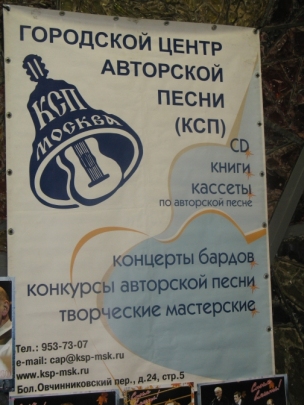 ГОРОДСКОЙ ЦЕНТР
АВТОРСКОЙ
ПЕСНИ
(КСП)
КСП
МОСКВА
CD
КНИГИ
КАССЕТЫ
ПО АВТОРСКОЙ ПЕСНЕ
КОНЦЕРТЫ БАРДОВ
КОНКУРСЫ АВТОРСКОЙ ПЕСНИ
ТВОРЧЕСКИЕ МАСТЕРСКИЕ
Тел.: 953-73-07
e-mail: cap@ksp-msk.ru
www.ksp-msk.ru
Бол.Овчинниковский пер., д.24, стр.5